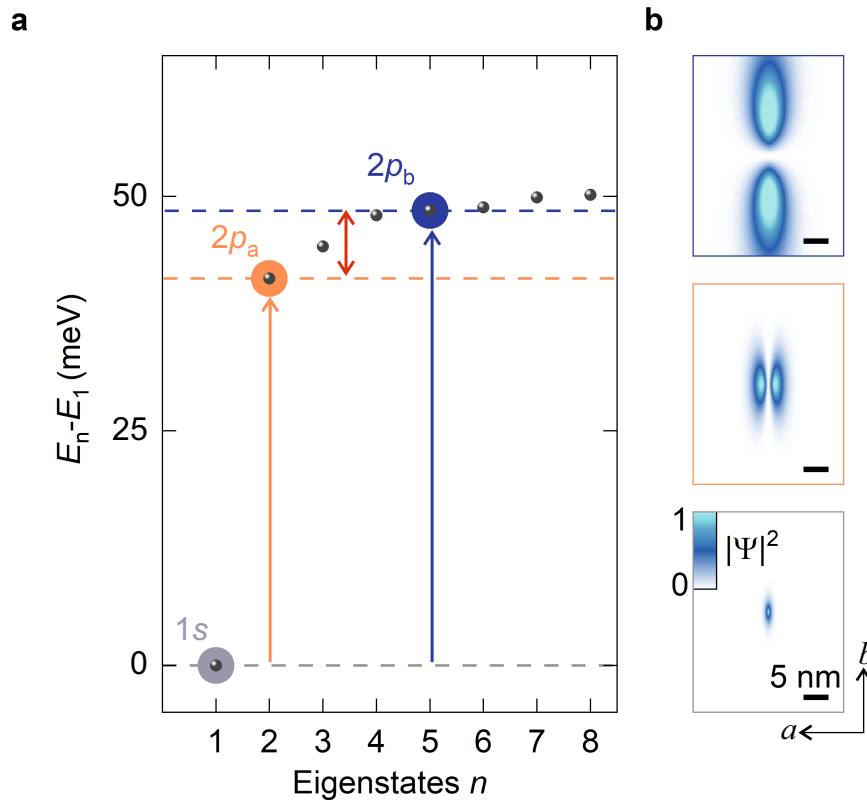 a
b
2p_b
50
2p_a
E_n-E_1 (meV)
25
1
|Ψ|²
0
1s
0
5 nm
b
a
1 2 3 4 5 6 7 8
Eigenstates n